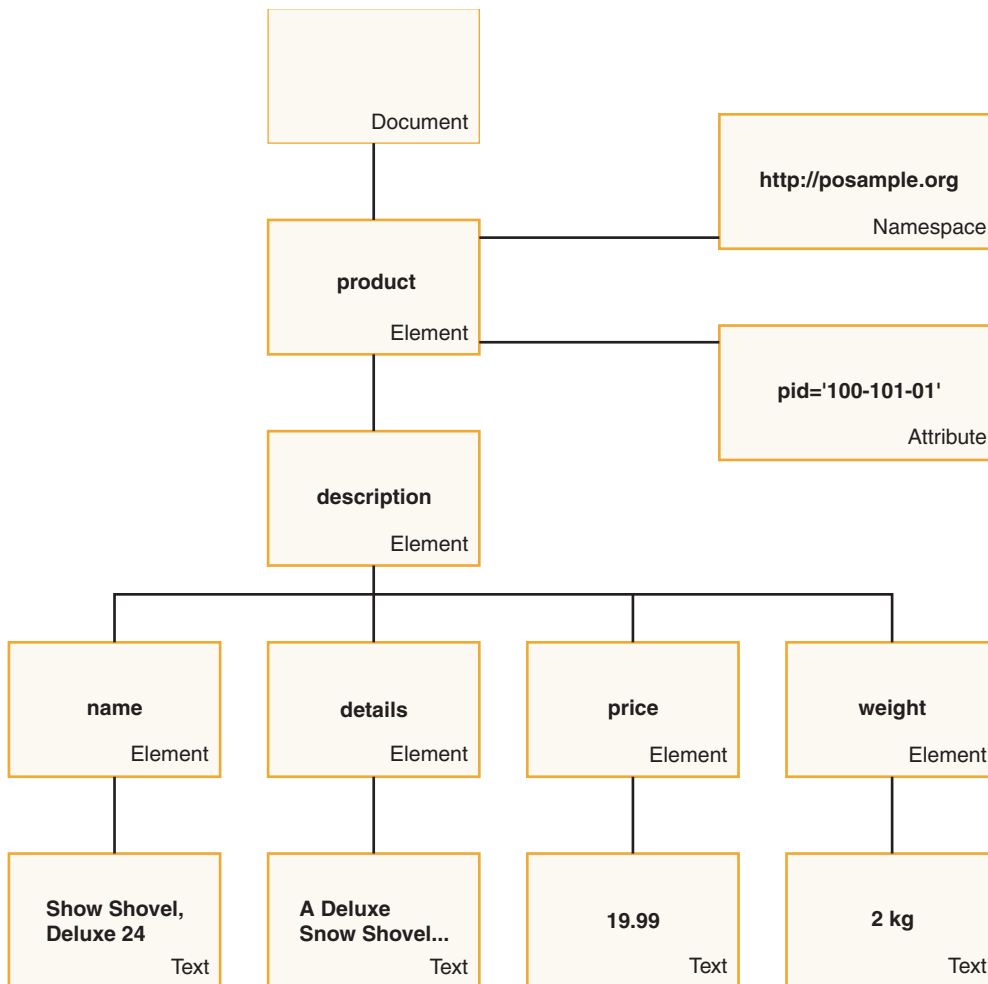 Document
http://posample.org
Namespace
product
Element
pid='100-101-01'
Attribute
description
Element
name
Element
details
Element
price
Element
weight
Element
Show Shovel,
Deluxe 24
Text
A Deluxe
Snow Shovel...
Text
19.99
Text
2 kg
Text